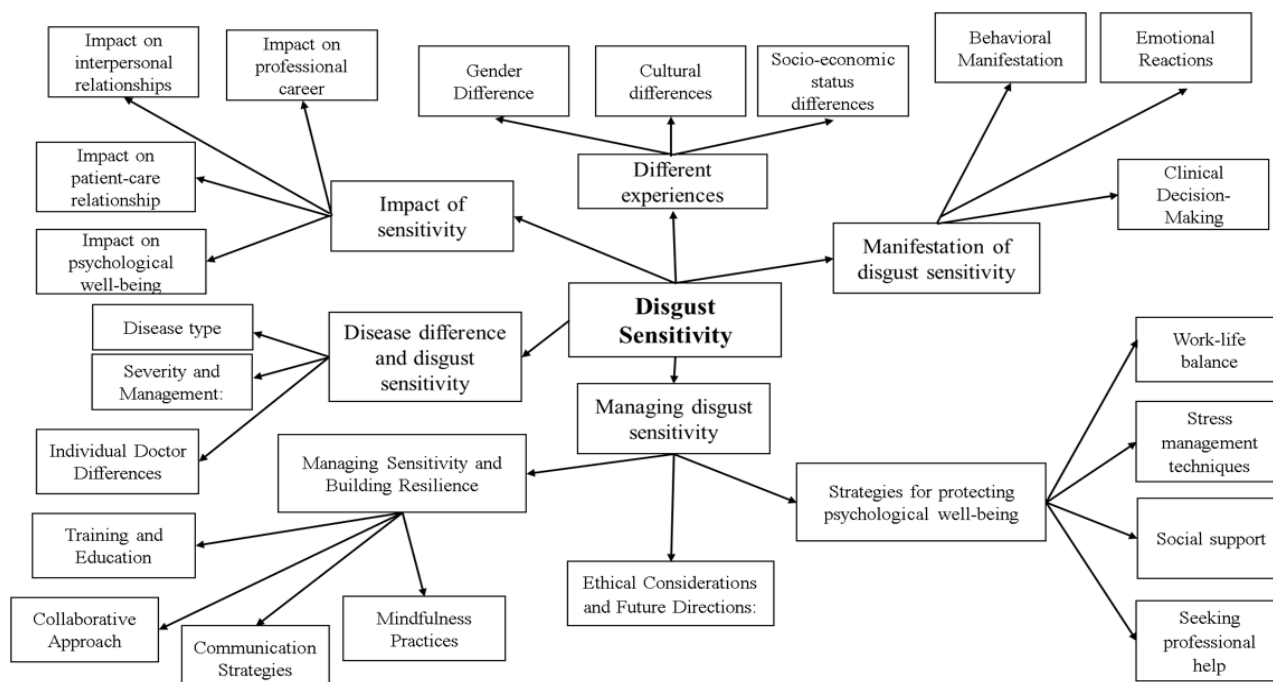 Impact on
interpersonal
relationships
Impact on
professional
career
Gender
Difference
Cultural
differences
Socio-economic
status
differences
Behavioral
Manifestation
Emotional
Reactions
Impact on
patient-care
relationship
Impact of
sensitivity
Different
experiences
Clinical
Decision-
Making
Impact on
psychological
well-being
Manifestation of
disgust sensitivity
Disgust
Sensitivity
Disease type
Severity and
Management:
Disease difference
and disgust
sensitivity
Individual Doctor
Differences
Managing disgust
sensitivity
Work-life
balance
Stress
management
techniques
Managing Sensitivity and
Building Resilience
Strategies for protecting
psychological well-being
Social support
Training and
Education
Ethical Considerations
and Future Directions:
Collaborative
Approach
Communication
Strategies
Mindfulness
Practices
Seeking
professional
help